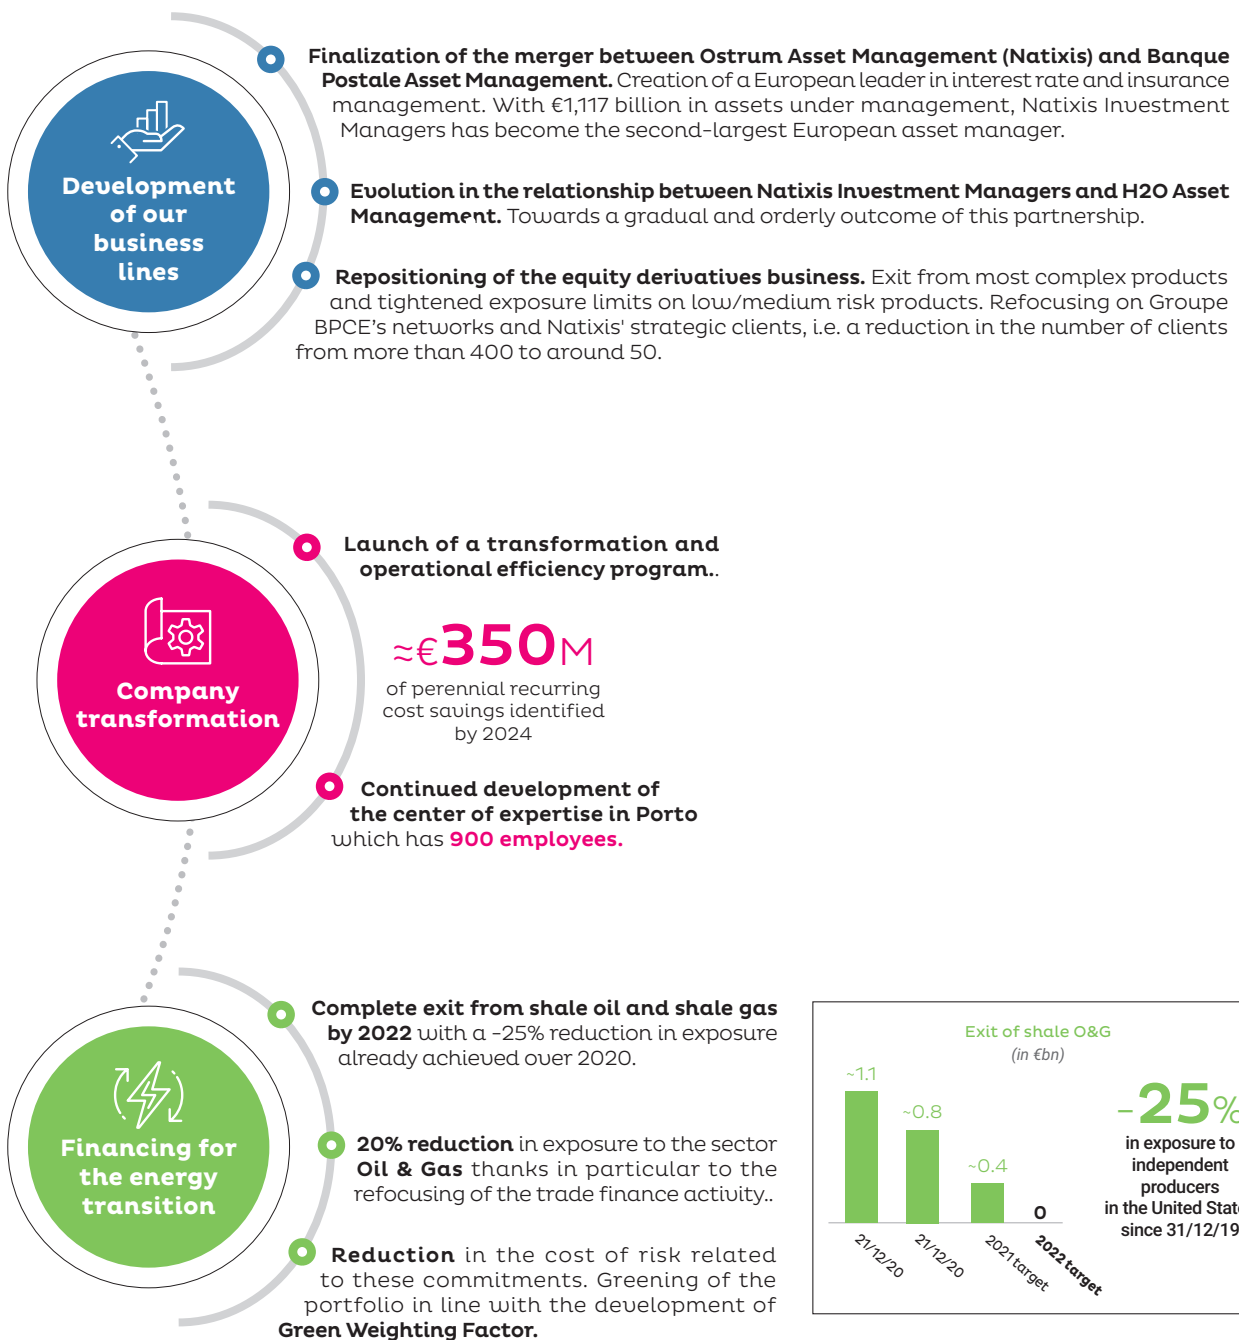 Development
of our
business
lines
Finalization of the merger between Ostrum Asset Management (Natixis) and Banque
Postale Asset Management. Creation of a European leader in interest rate and insurance
management. With €1,117 billion in assets under management, Natixis Investment
Managers has become the second-largest European asset manager.
Evolution in the relationship between Natixis Investment Managers and H2O Asset
Management. Towards a gradual and orderly outcome of this partnership.
Repositioning of the equity derivatives business. Exit from most complex products
and tightened exposure limits on low/medium risk products. Refocusing on Groupe
BPCE’s networks and Natixis' strategic clients, i.e. a reduction in the number of clients
from more than 400 to around 50.
Company
transformation
Launch of a transformation and
operational efficiency program..
≈€350M
of perennial recurring
cost savings identified
by 2024
Continued development of
the center of expertise in Porto
which has 900 employees.
Financing for
the energy
transition
Complete exit from shale oil and shale gas
by 2022 with a -25% reduction in exposure
already achieved over 2020.
20% reduction in exposure to the sector
Oil & Gas thanks in particular to the
refocusing of the trade finance activity..
Reduction in the cost of risk related
to these commitments. Greening of the
portfolio in line with the development of
Green Weighting Factor.
Exit of shale O&G
(in €bn)
~1.1
~0.8
~0.4
0
21/12/20
21/12/20
2021 target
2022 target
-25%
in exposure to
independent
producers
in the United State
since 31/12/19